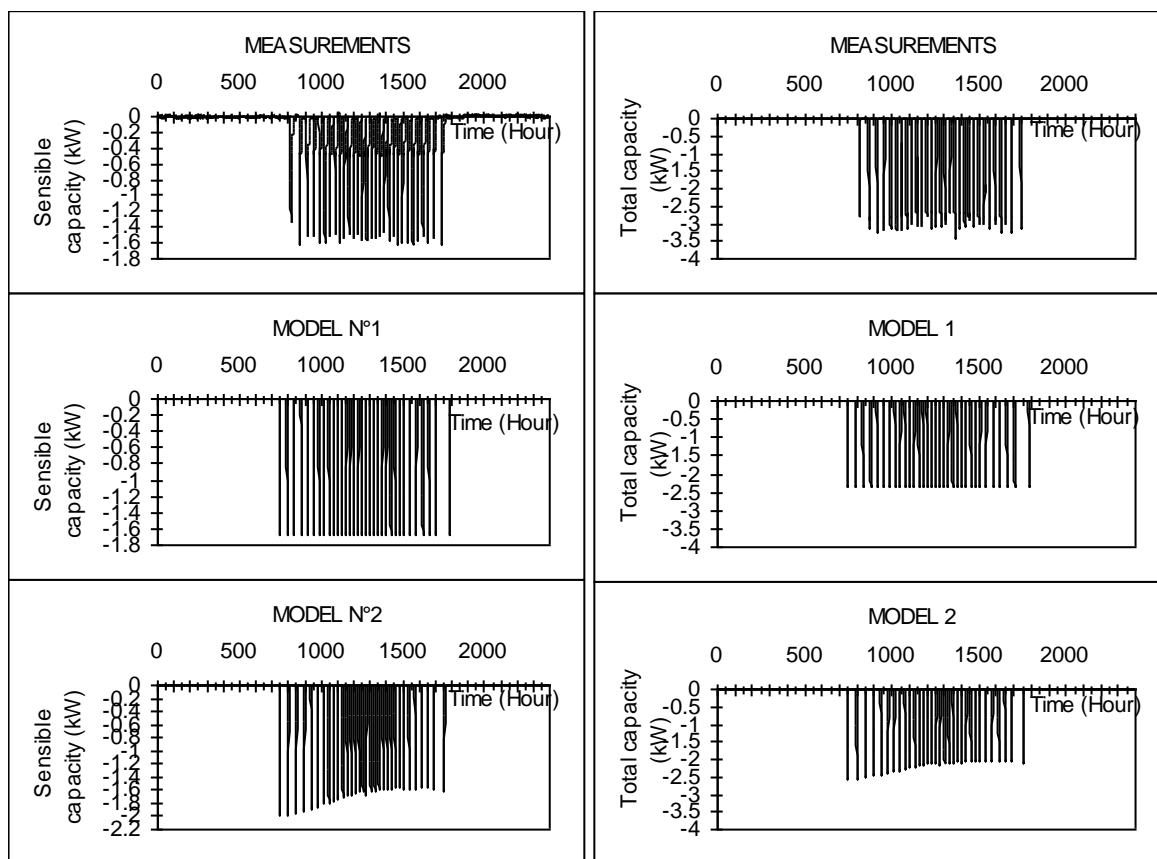 MEASUREMENTS
0 500 1000 1500 2000
0
-0.2
-0.4
-0.6
-0.8
-1
-1.2
-1.4
-1.6
-1.8
Time (Hour)
Sensible
capacity (kW)
MEASUREMENTS
0 500 1000 1500 2000
0
-0.5
-1
-1.5
-2
-2.5
-3
-3.5
-4
Time (Hour)
Total capacity
(kW)
MODEL N°1
0 500 1000 1500 2000
0
-0.2
-0.4
-0.6
-0.8
-1
-1.2
-1.4
-1.6
-1.8
Time (Hour)
Sensible
capacity (kW)
MODEL 1
0 500 1000 1500 2000
0
-0.5
-1
-1.5
-2
-2.5
-3
-3.5
-4
Time (Hour)
Total capacity
(kW)
MODEL N°2
0 500 1000 1500 2000
0
-0.2
-0.4
-0.6
-0.8
-1
-1.2
-1.4
-1.6
-1.8
-2
-2.2
Time (Hour)
Sensible
capacity (kW)
MODEL 2
0 500 1000 1500 2000
0
-0.5
-1
-1.5
-2
-2.5
-3
-3.5
-4
Time (Hour)
Total capacity
(kW)